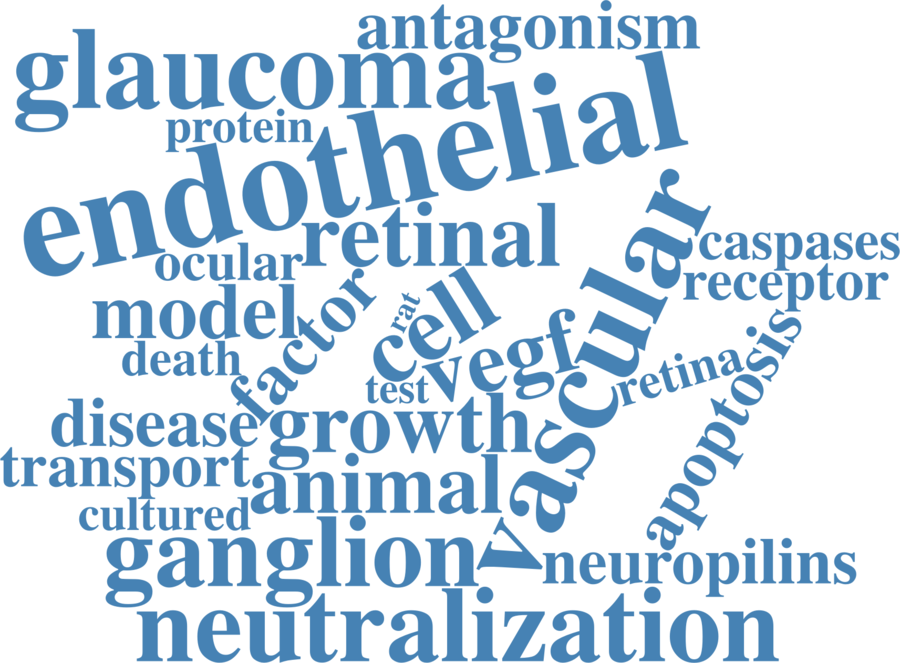 antagonism
glaucoma
protein
endothelial
retinal
ocular
caspases
receptor
model
factor
rat
cell
vascular
death
vegf
test
retina
apoptosis
disease
growth
transport
animal
cultured
ganglion
neuropilins
neutralization